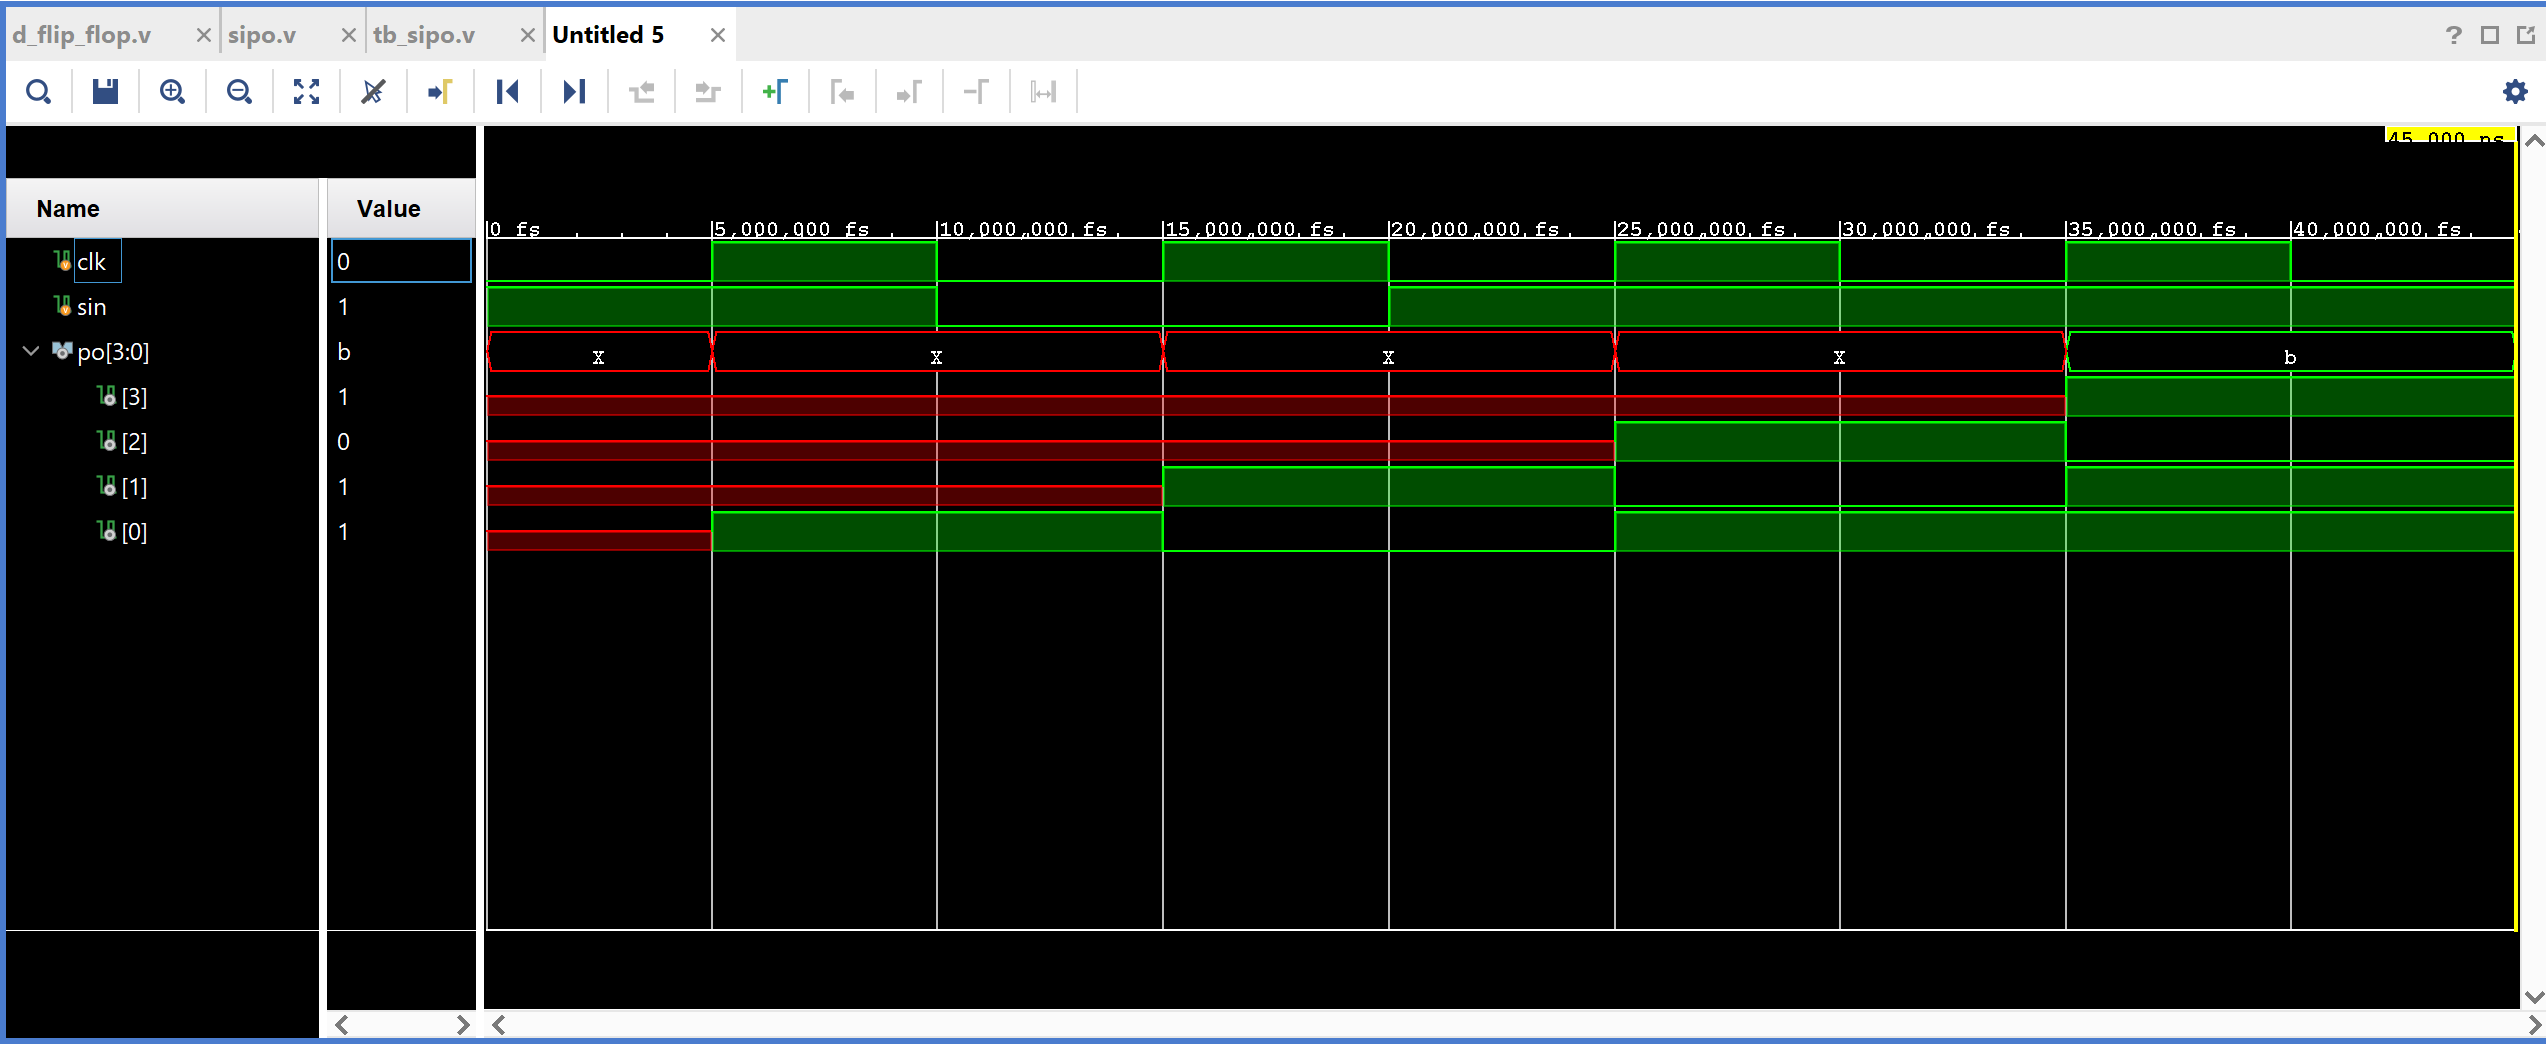 d_flip_flop.v sipo.v tb_sipo.v Untitled 5
45.000 ns
Name Value
0 fs 5,000,000 fs 10,000,000 fs 15,000,000 fs 20,000,000 fs 25,000,000 fs 30,000,000 fs 35,000,000 fs 40,000,000 fs
clk 0
sin 1
po[3:0] b X X X X b
[3] 1
[2] 0
[1] 1
[0] 1